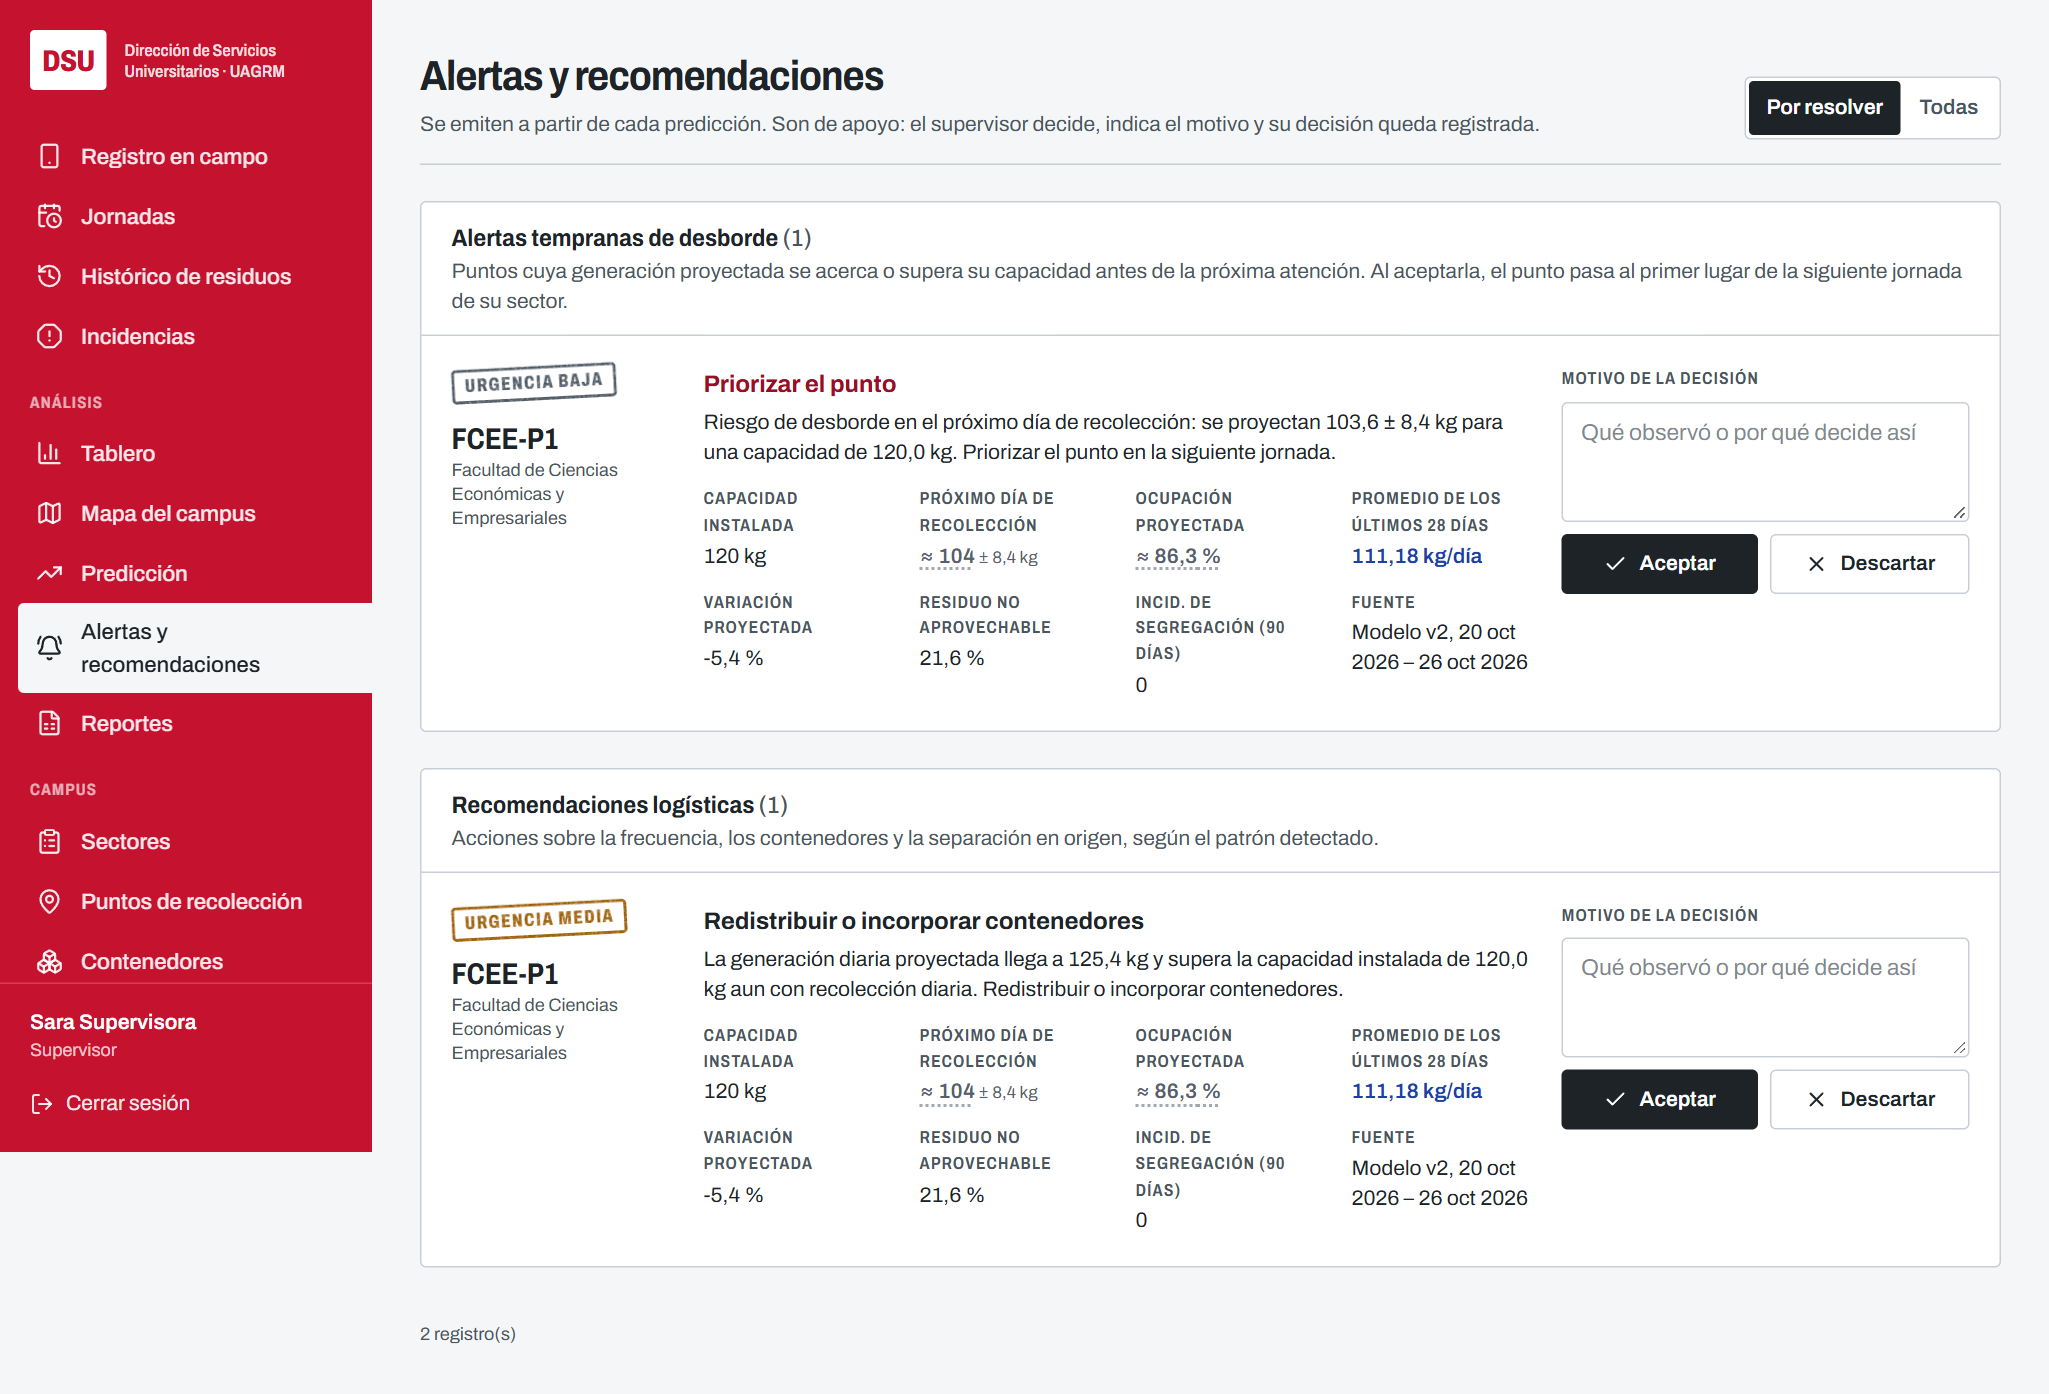 DSU
Dirección de Servicios
Universitarios · UAGRM
Registro en campo
Jornadas
Histórico de residuos
Incidencias
ANÁLISIS
Tablero
Mapa del campus
Predicción
Alertas y
recomendaciones
Reportes
CAMPUS
Sectores
Puntos de recolección
Contenedores
Sara Supervisora
Supervisor
Cerrar sesión
Alertas y recomendaciones
Se emiten a partir de cada predicción. Son de apoyo: el supervisor decide, indica el motivo y su decisión queda registrada.
Por resolver
Todas
Alertas tempranas de desborde (1)
Puntos cuya generación proyectada se acerca o supera su capacidad antes de la próxima atención. Al aceptarla, el punto pasa al primer lugar de la siguiente jornada
de su sector.
URGENCIA BAJA
FCEE-P1
Facultad de Ciencias
Económicas y
Empresariales
Priorizar el punto
Riesgo de desborde en el próximo día de recolección: se proyectan 103,6 ± 8,4 kg para
una capacidad de 120,0 kg. Priorizar el punto en la siguiente jornada.
CAPACIDAD
INSTALADA
120 kg
PRÓXIMO DÍA DE
RECOLECCIÓN
≈ 104 ± 8,4 kg
OCUPACIÓN
PROYECTADA
≈ 86,3 %
PROMEDIO DE LOS
ÚLTIMOS 28 DÍAS
111,18 kg/día
VARIACIÓN
PROYECTADA
-5,4 %
RESIDUO NO
APROVECHABLE
21,6 %
INCID. DE
SEGREGACIÓN (90
DÍAS)
0
FUENTE
Modelo v2, 20 oct
2026 – 26 oct 2026
MOTIVO DE LA DECISIÓN
Qué observó o por qué decide así
Aceptar
Descartar
Recomendaciones logísticas (1)
Acciones sobre la frecuencia, los contenedores y la separación en origen, según el patrón detectado.
URGENCIA MEDIA
FCEE-P1
Facultad de Ciencias
Económicas y
Empresariales
Redistribuir o incorporar contenedores
La generación diaria proyectada llega a 125,4 kg y supera la capacidad instalada de 120,0
kg aun con recolección diaria. Redistribuir o incorporar contenedores.
CAPACIDAD
INSTALADA
120 kg
PRÓXIMO DÍA DE
RECOLECCIÓN
≈ 104 ± 8,4 kg
OCUPACIÓN
PROYECTADA
≈ 86,3 %
PROMEDIO DE LOS
ÚLTIMOS 28 DÍAS
111,18 kg/día
VARIACIÓN
PROYECTADA
-5,4 %
RESIDUO NO
APROVECHABLE
21,6 %
INCID. DE
SEGREGACIÓN (90
DÍAS)
0
FUENTE
Modelo v2, 20 oct
2026 – 26 oct 2026
MOTIVO DE LA DECISIÓN
Qué observó o por qué decide así
Aceptar
Descartar
2 registro(s)